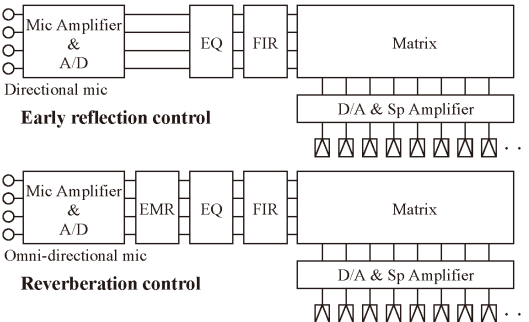 Mic Amplifier
&
A/D
EQ
FIR
Matrix
Directional mic
D/A & Sp Amplifier
Early reflection control
Mic Amplifier
&
A/D
EMR
EQ
FIR
Matrix
Omni-directional mic
D/A & Sp Amplifier
Reverberation control